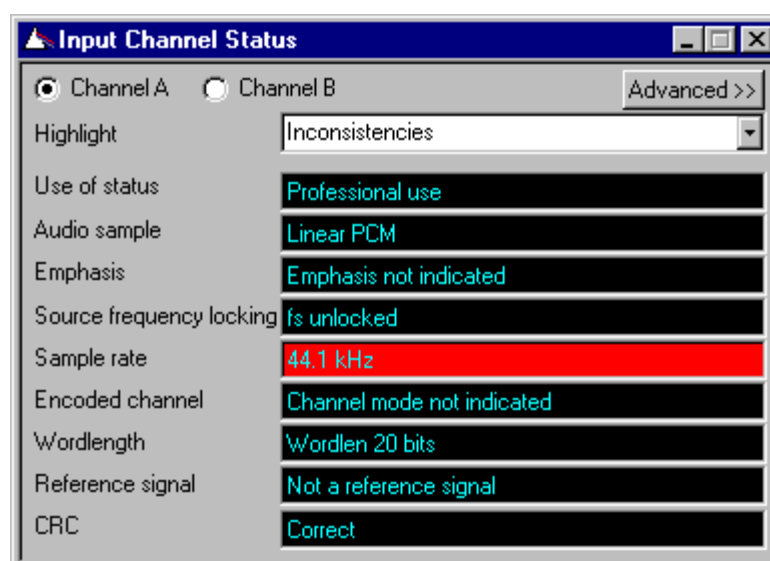 Input Channel Status
Channel A Channel B Advanced >>
Highlight Inconsistencies
Use of status Professional use
Audio sample Linear PCM
Emphasis Emphasis not indicated
Source frequency locking fs unlocked
Sample rate 44.1 kHz
Encoded channel Channel mode not indicated
Wordlength Wordlen 20 bits
Reference signal Not a reference signal
CRC Correct